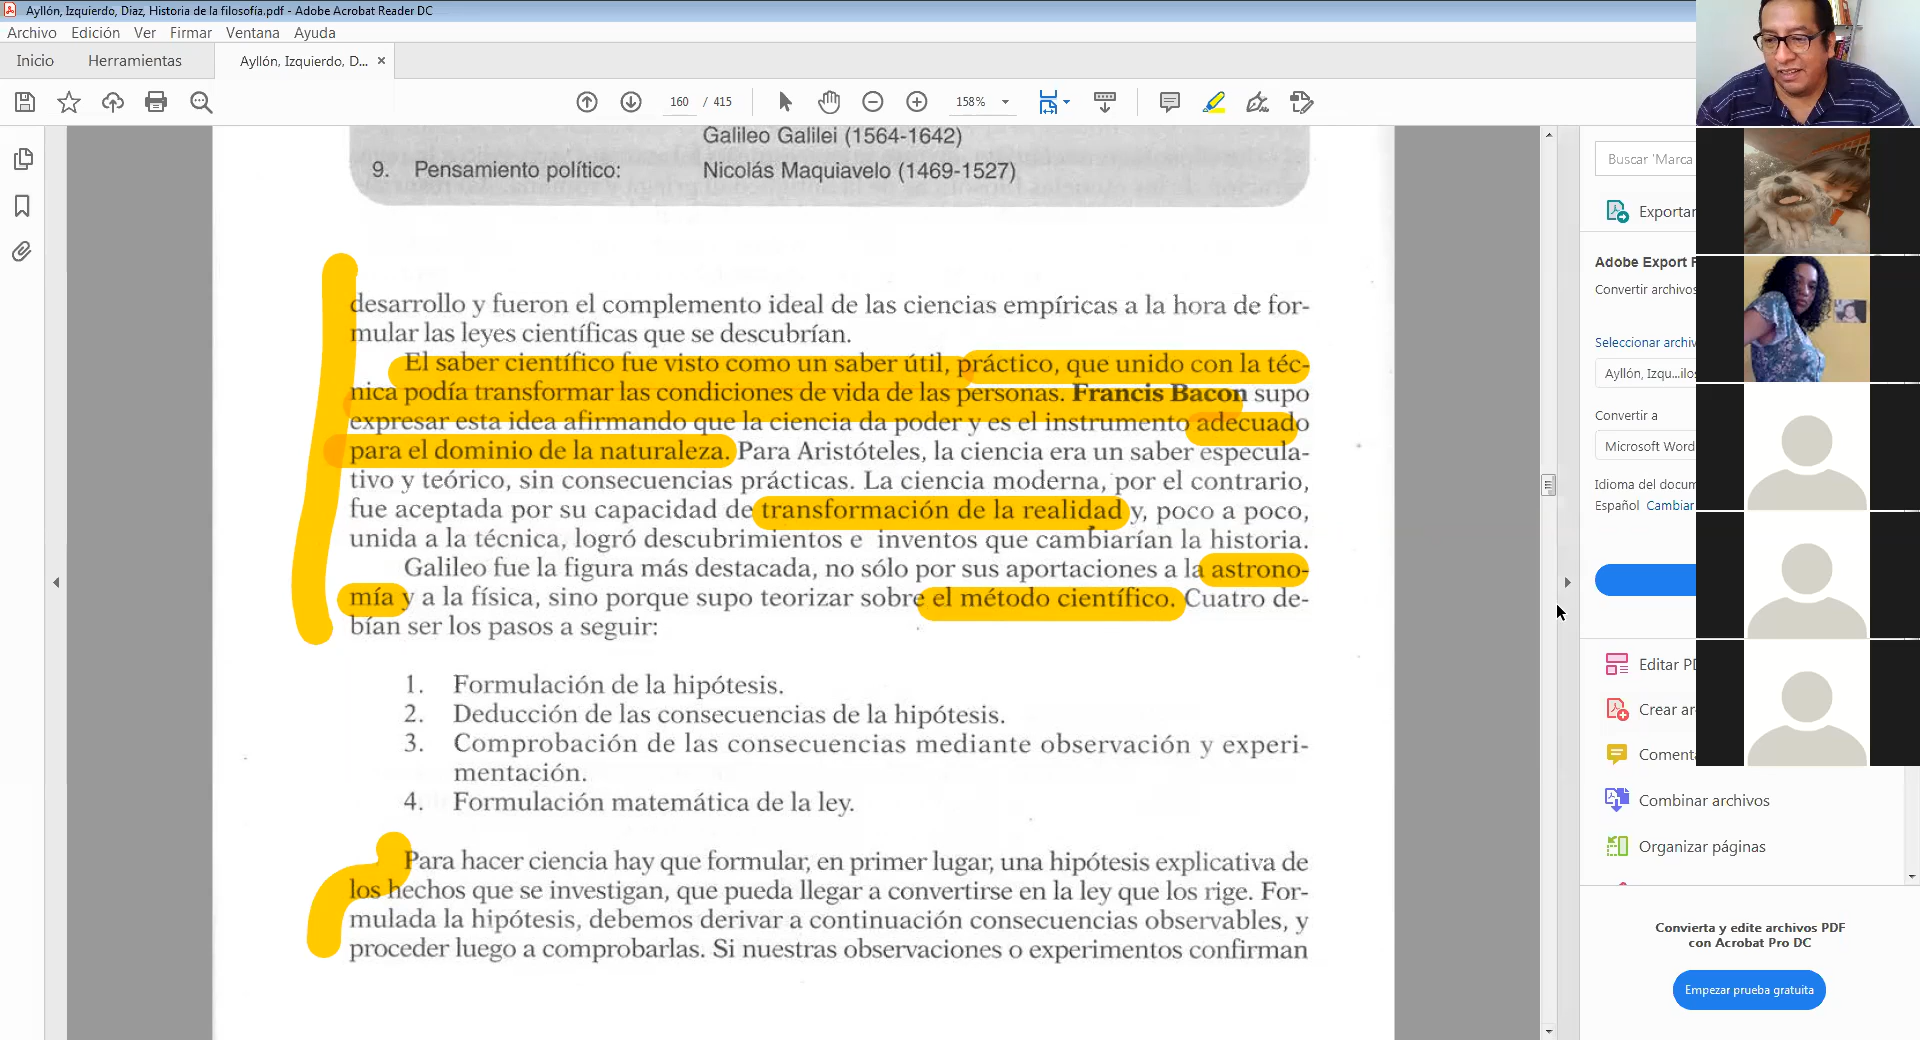 Ayllón, Izquierdo, Diaz, Historia de la filosofía.pdf - Adobe Acrobat Reader DC
Archivo Edición Ver Firmar Ventana Ayuda
Inicio Herramientas Ayllón, Izquierdo, D... ×
160 / 415 158%
Galileo Galilei (1564-1642)
9. Pensamiento político: Nicolás Maquiavelo (1469-1527)
desarrollo y fueron el complemento ideal de las ciencias empíricas a la hora de for-
mular las leyes científicas que se descubrían.
El saber científico fue visto como un saber útil, práctico, que unido con la téc-
nica podía transformar las condiciones de vida de las personas. Francis Bacon supo
expresar esta idea afirmando que la ciencia da poder y es el instrumento adecuado
para el dominio de la naturaleza. Para Aristóteles, la ciencia era un saber especula-
tivo y teórico, sin consecuencias prácticas. La ciencia moderna, por el contrario,
fue aceptada por su capacidad de transformación de la realidad y, poco a poco,
unida a la técnica, logró descubrimientos e inventos que cambiarían la historia.
Galileo fue la figura más destacada, no sólo por sus aportaciones a la astrono-
mía y a la física, sino porque supo teorizar sobre el método científico. Cuatro de-
bían ser los pasos a seguir:
1. Formulación de la hipótesis.
2. Deducción de las consecuencias de la hipótesis.
3. Comprobación de las consecuencias mediante observación y experi-
mentación.
4. Formulación matemática de la ley.
Para hacer ciencia hay que formular, en primer lugar, una hipótesis explicativa de
los hechos que se investigan, que pueda llegar a convertirse en la ley que los rige. For-
mulada la hipótesis, debemos derivar a continuación consecuencias observables, y
proceder luego a comprobarlas. Si nuestras observaciones o experimentos confirman
Buscar 'Marca
Exportar
Adobe Export
Convertir archivos
Seleccionar archiv
Ayllón, Izqu...ilos
Convertir a
Microsoft Word
Idioma del docum
Español Cambiar
Editar PD
Crear ar
Comenta
Combinar archivos
Organizar páginas
Convierta y edite archivos PDF
con Acrobat Pro DC
Empezar prueba gratuita